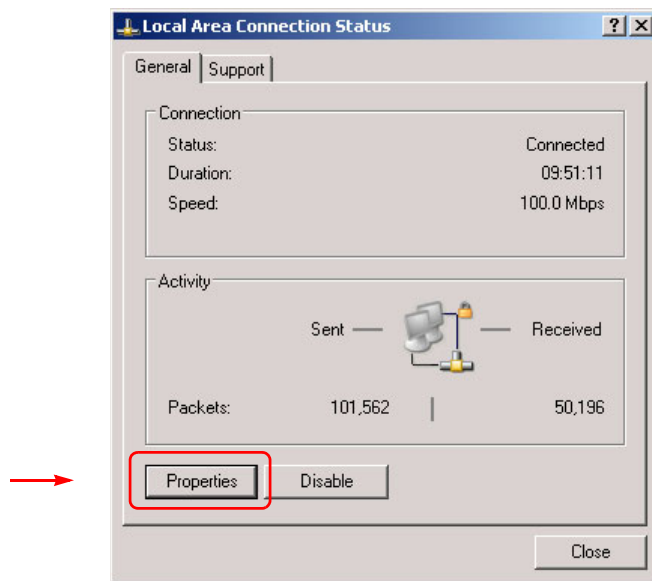 Local Area Connection Status
General Support
Connection
Status: Connected
Duration: 09:51:11
Speed: 100.0 Mbps
Activity
Sent Received
Packets: 101,562 50,196
Properties Disable
Close